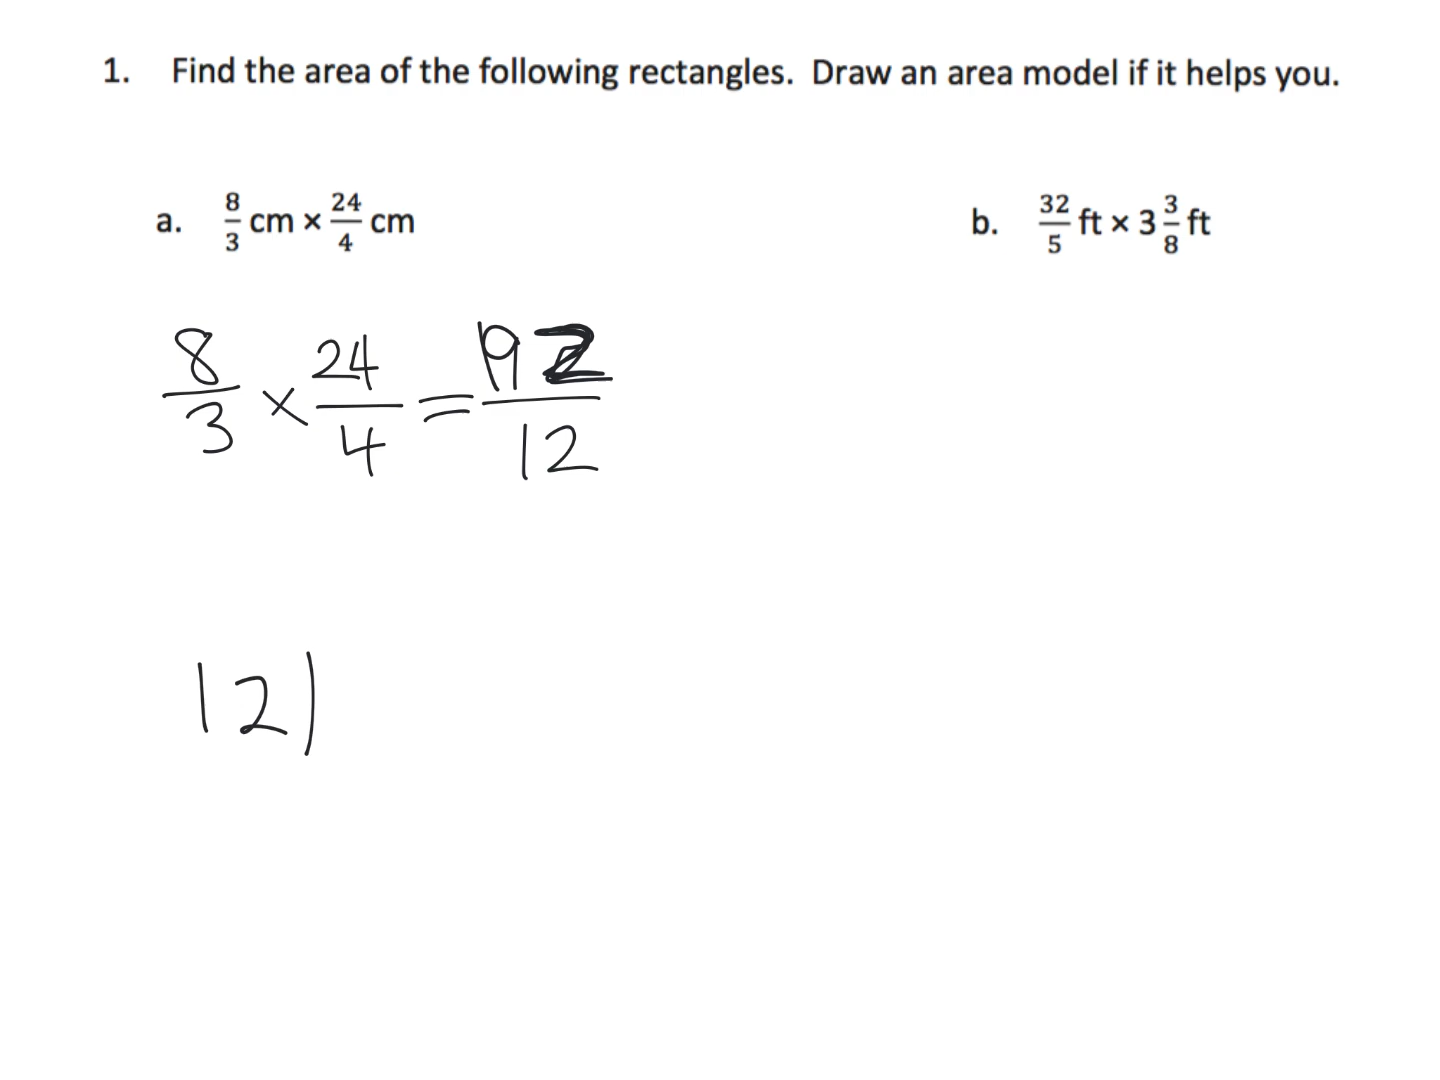 1. Find the area of the following rectangles. Draw an area model if it helps you.
a. 8/3 cm × 24/4 cm
b. 32/5 ft × 3 3/8 ft
8/3 × 24/4 = 192/12
12)